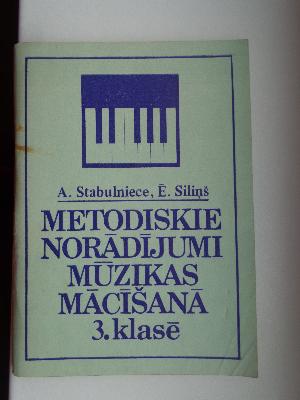 A. Stabulniece, Ē. Siliņš
METODISKIE
NORĀDĪJUMI
MŪZIKAS
MĀCĪŠANĀ
3. klasē